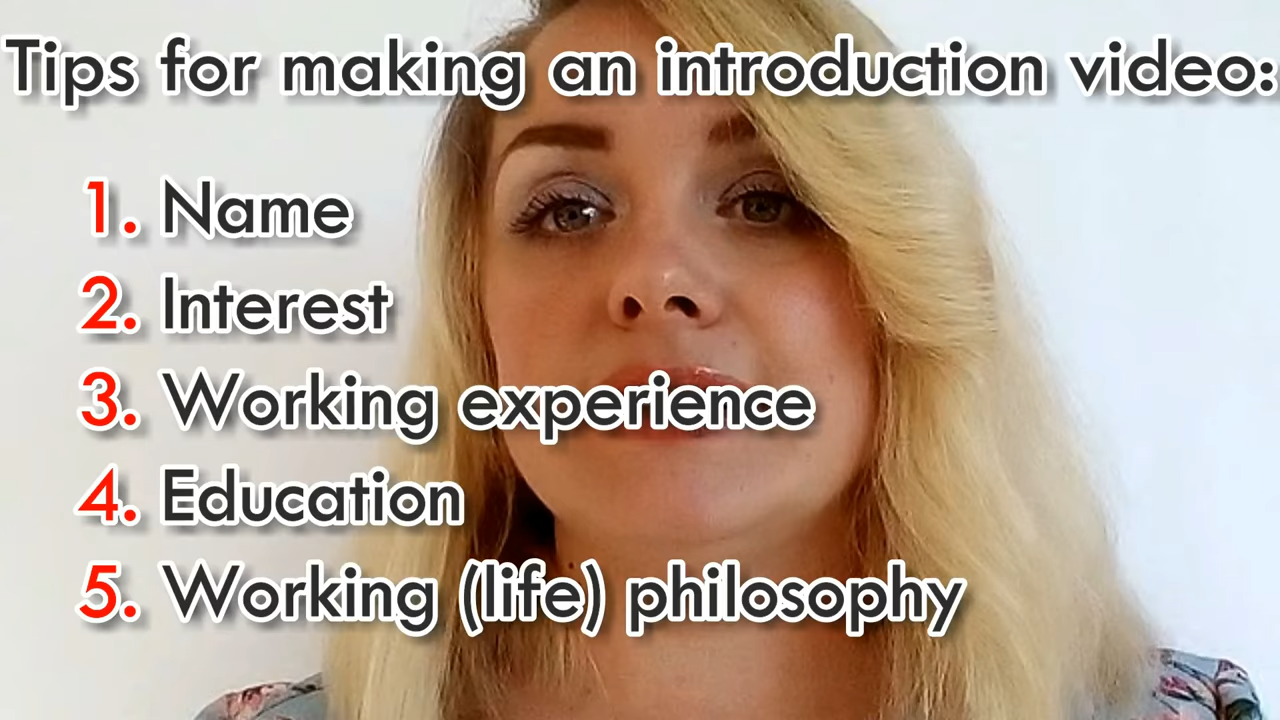 Tips for making an introduction video:
1. Name
2. Interest
3. Working experience
4. Education
5. Working (life) philosophy